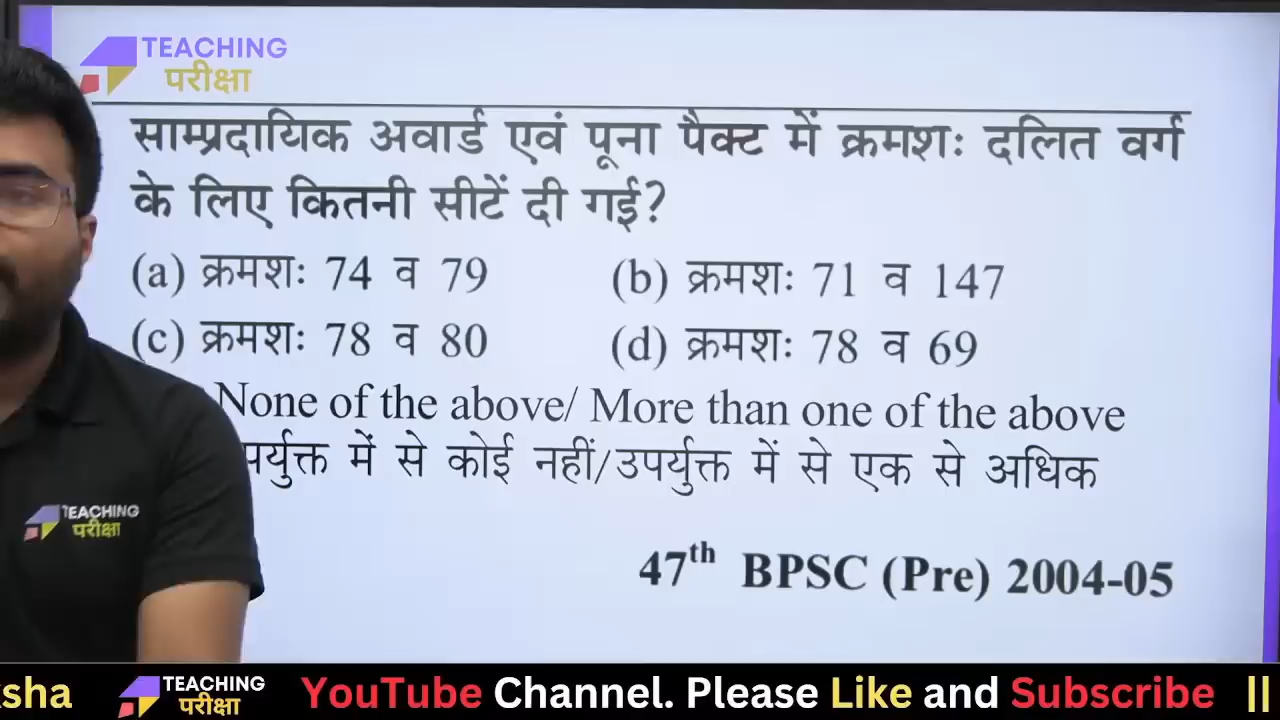 TEACHING
परीक्षा
साम्प्रदायिक अवार्ड एवं पूना पैक्ट में क्रमशः दलित वर्ग
के लिए कितनी सीटें दी गई?
(a) क्रमशः 74 व 79 (b) क्रमशः 71 व 147
(c) क्रमशः 78 व 80 (d) क्रमशः 78 व 69
None of the above/ More than one of the above
पर्युक्त में से कोई नहीं/उपर्युक्त में से एक से अधिक
TEACHING
परीक्षा
47th BPSC (Pre) 2004-05
ksha TEACHING परीक्षा YouTube Channel. Please Like and Subscribe ||